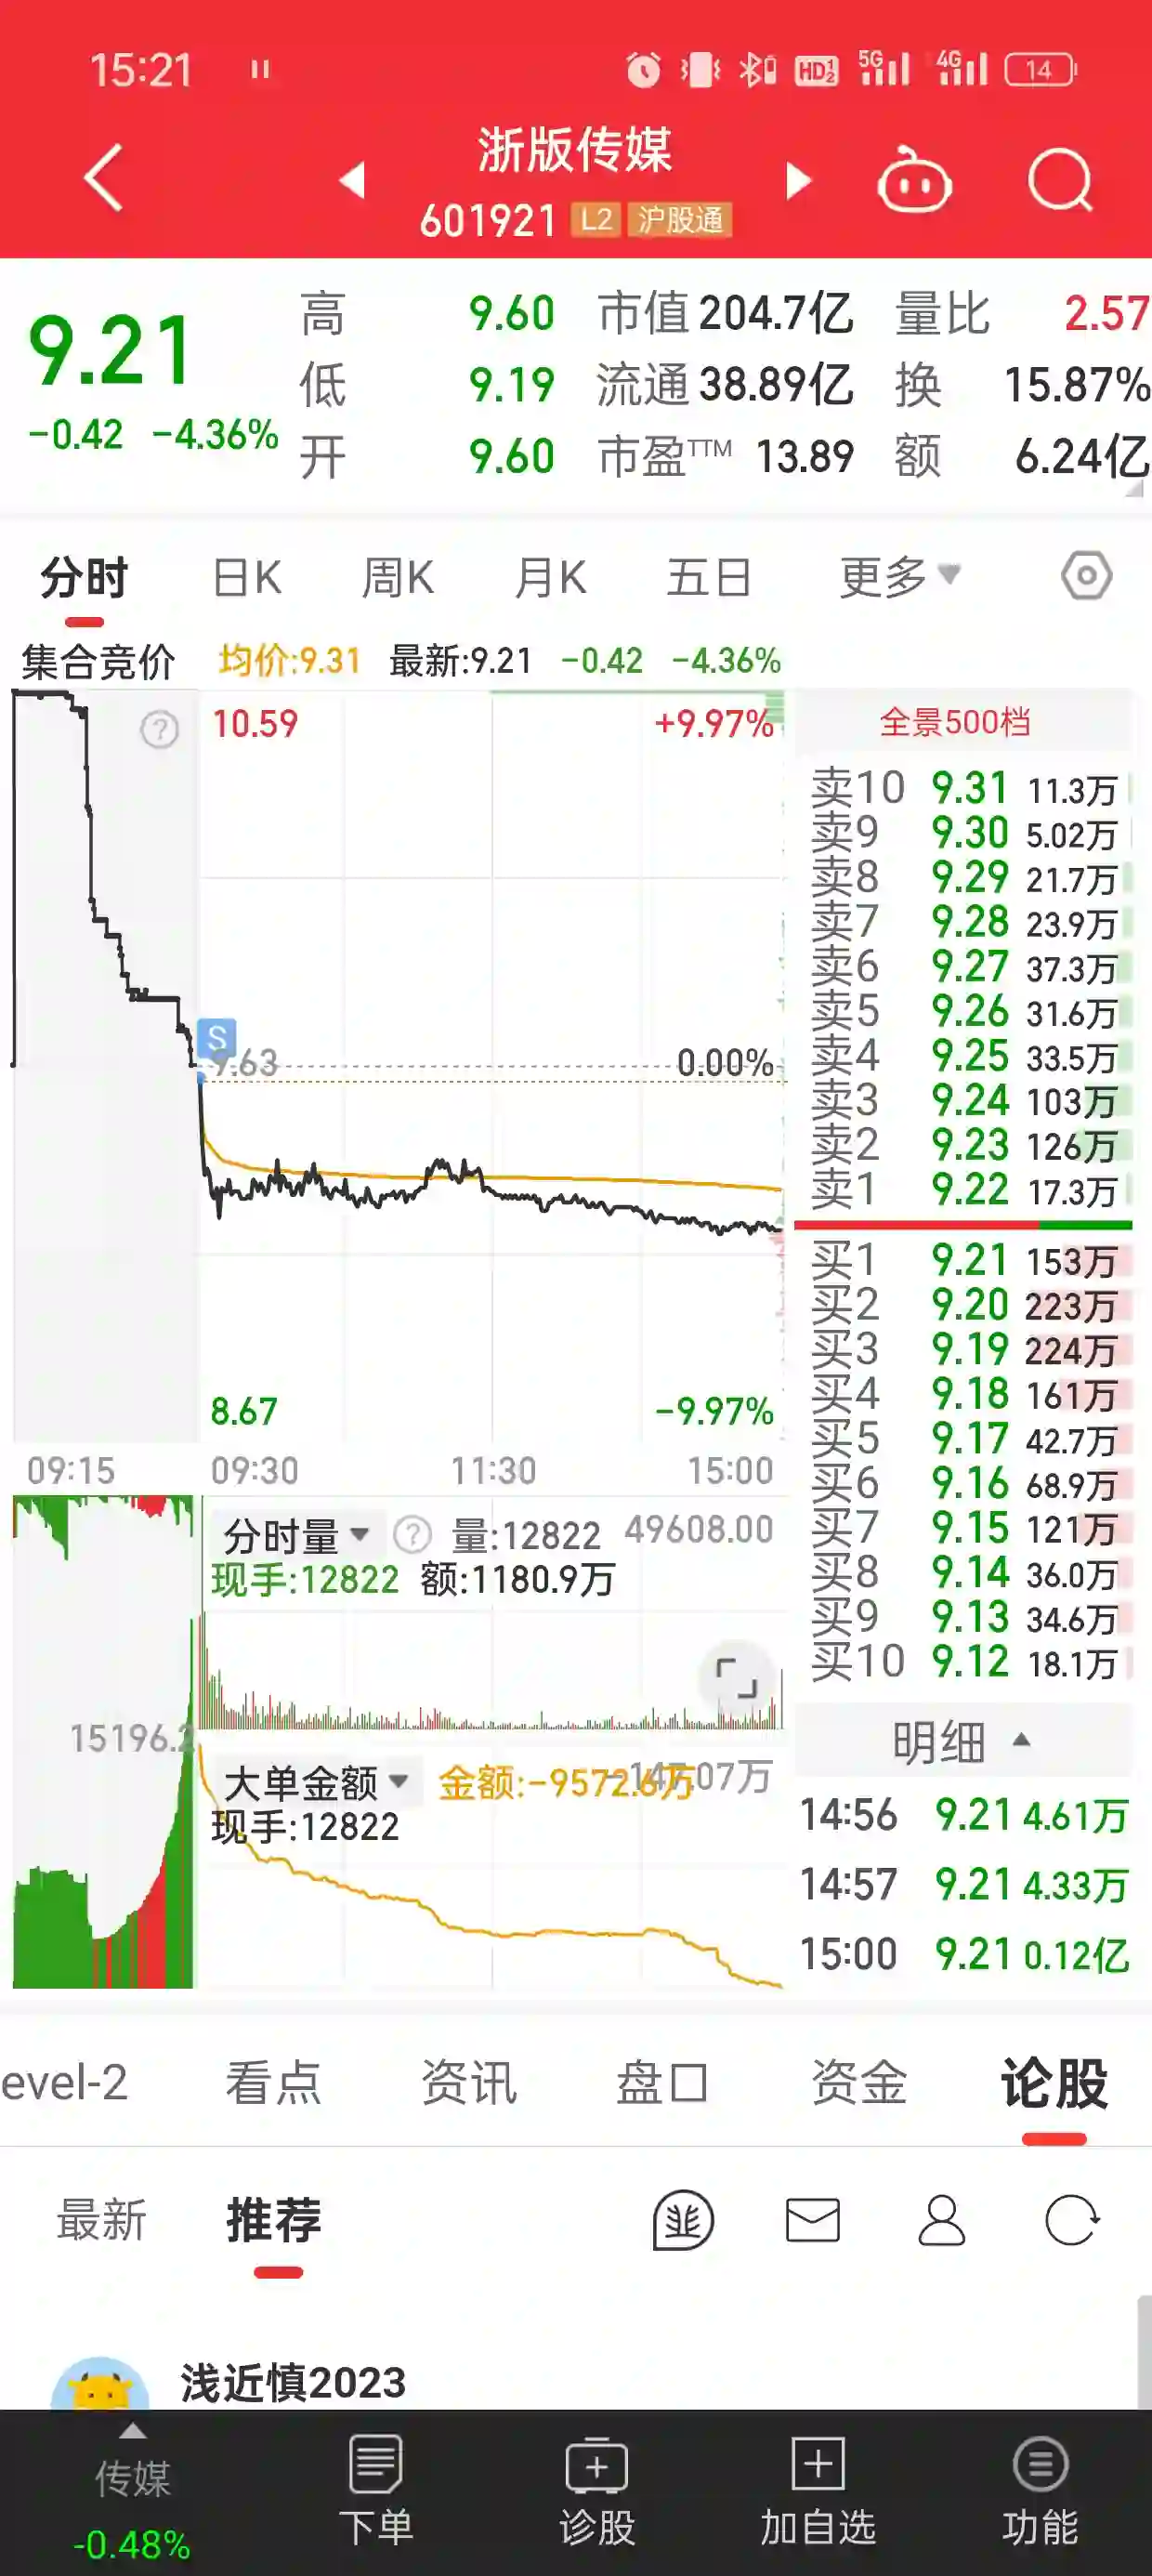 15:21 HD 5G 4G 14
浙版传媒
601921 L2 沪股通
9.21
-0.42 -4.36%
高 9.60 市值 204.7亿 量比 2.57
低 9.19 流通 38.89亿 换 15.87%
开 9.60 市盈TTM 13.89 额 6.24亿
分时 日K 周K 月K 五日 更多
集合竞价 均价:9.31 最新:9.21 -0.42 -4.36%
10.59 +9.97%
S
9.63 0.00%
8.67 -9.97%
09:15 09:30 11:30 15:00
全景500档
卖10 9.31 11.3万
卖9 9.30 5.02万
卖8 9.29 21.7万
卖7 9.28 23.9万
卖6 9.27 37.3万
卖5 9.26 31.6万
卖4 9.25 33.5万
卖3 9.24 103万
卖2 9.23 126万
卖1 9.22 17.3万
买1 9.21 153万
买2 9.20 223万
买3 9.19 224万
买4 9.18 161万
买5 9.17 42.7万
买6 9.16 68.9万
买7 9.15 121万
买8 9.14 36.0万
买9 9.13 34.6万
买10 9.12 18.1万
分时量 ? 量:12822 49608.00
现手:12822 额:1180.9万
15196.2
大单金额 金额:-9572.6万
现手:12822
明细
14:56 9.21 4.61万
14:57 9.21 4.33万
15:00 9.21 0.12亿
evel-2 看点 资讯 盘口 资金 论股
最新 推荐
浅近慎2023
传媒 下单 诊股 加自选 功能
-0.48%